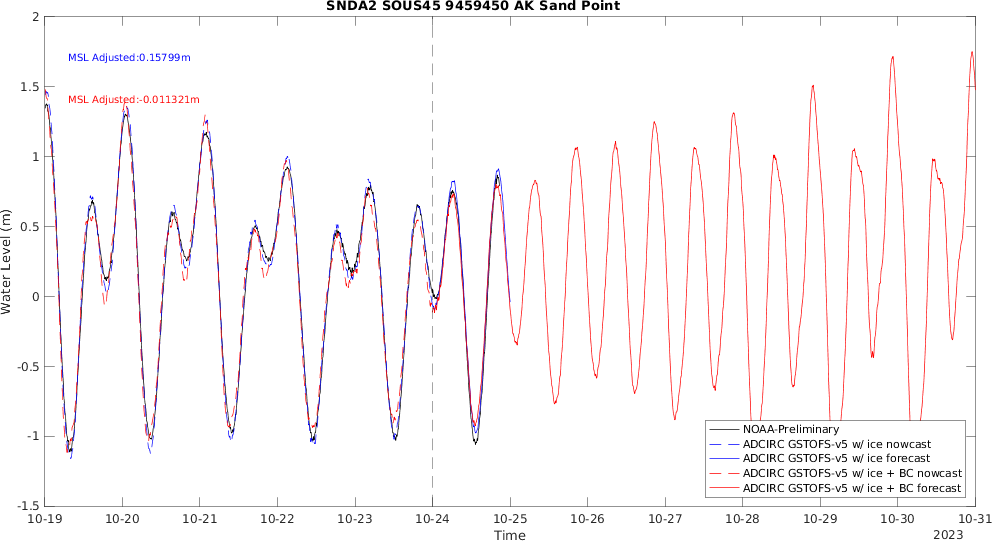 SNDA2 SOUS45 9459450 AK Sand Point
MSL Adjusted:0.15799m
MSL Adjusted:-0.011321m
Water Level (m)
2
1.5
1
0.5
0
-0.5
-1
-1.5
10-19 10-20 10-21 10-22 10-23 10-24 10-25 10-26 10-27 10-28 10-29 10-30 10-31
Time
2023
NOAA-Preliminary
ADCIRC GSTOFS-v5 w/ ice nowcast
ADCIRC GSTOFS-v5 w/ ice forecast
ADCIRC GSTOFS-v5 w/ ice + BC nowcast
ADCIRC GSTOFS-v5 w/ ice + BC forecast